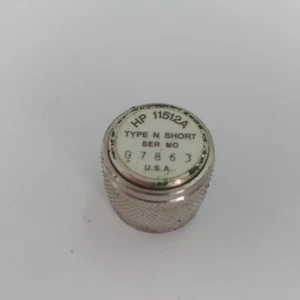 HP 11512A
TYPE N SHORT
SER NO
07863
U.S.A.